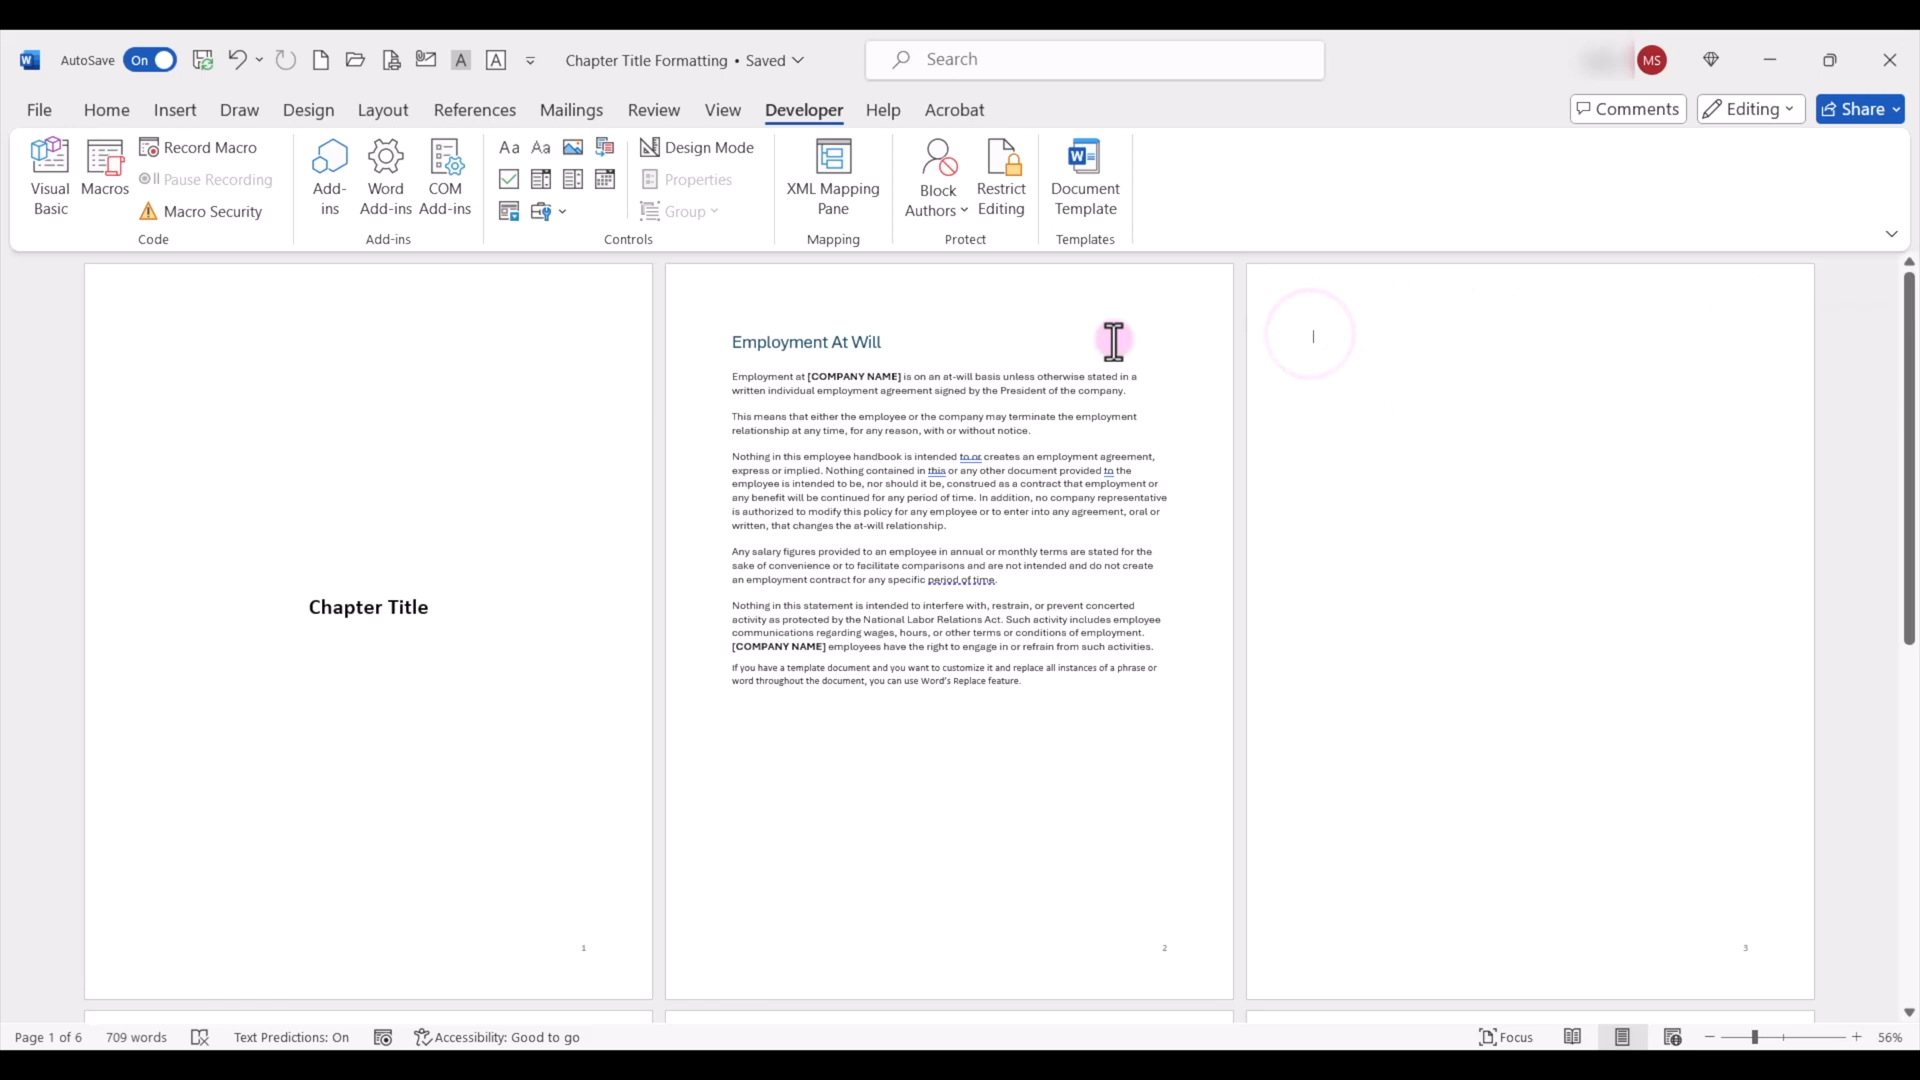 AutoSave On A A Chapter Title Formatting • Saved Search MS
File Home Insert Draw Design Layout References Mailings Review View Developer Help Acrobat Comments Editing Share
Visual Basic
Macros
Record Macro
Pause Recording
Macro Security
Code
Add-ins
Word Add-ins
COM Add-ins
Add-ins
Aa Aa
Design Mode
Properties
Group
Controls
XML Mapping Pane
Mapping
Block Authors
Restrict Editing
Protect
Document Template
Templates
Chapter Title
1
Employment At Will
Employment at [COMPANY NAME] is on an at-will basis unless otherwise stated in a
written individual employment agreement signed by the President of the company.
This means that either the employee or the company may terminate the employment
relationship at any time, for any reason, with or without notice.
Nothing in this employee handbook is intended to or creates an employment agreement,
express or implied. Nothing contained in this or any other document provided to the
employee is intended to be, nor should it be, construed as a contract that employment or
any benefit will be continued for any period of time. In addition, no company representative
is authorized to modify this policy for any employee or to enter into any agreement, oral or
written, that changes the at-will relationship.
Any salary figures provided to an employee in annual or monthly terms are stated for the
sake of convenience or to facilitate comparisons and are not intended and do not create
an employment contract for any specific period of time.
Nothing in this statement is intended to interfere with, restrain, or prevent concerted
activity as protected by the National Labor Relations Act. Such activity includes employee
communications regarding wages, hours, or other terms or conditions of employment.
[COMPANY NAME] employees have the right to engage in or refrain from such activities.
If you have a template document and you want to customize it and replace all instances of a phrase or
word throughout the document, you can use Word's Replace feature.
2
3
Page 1 of 6 709 words Text Predictions: On Accessibility: Good to go Focus 56%